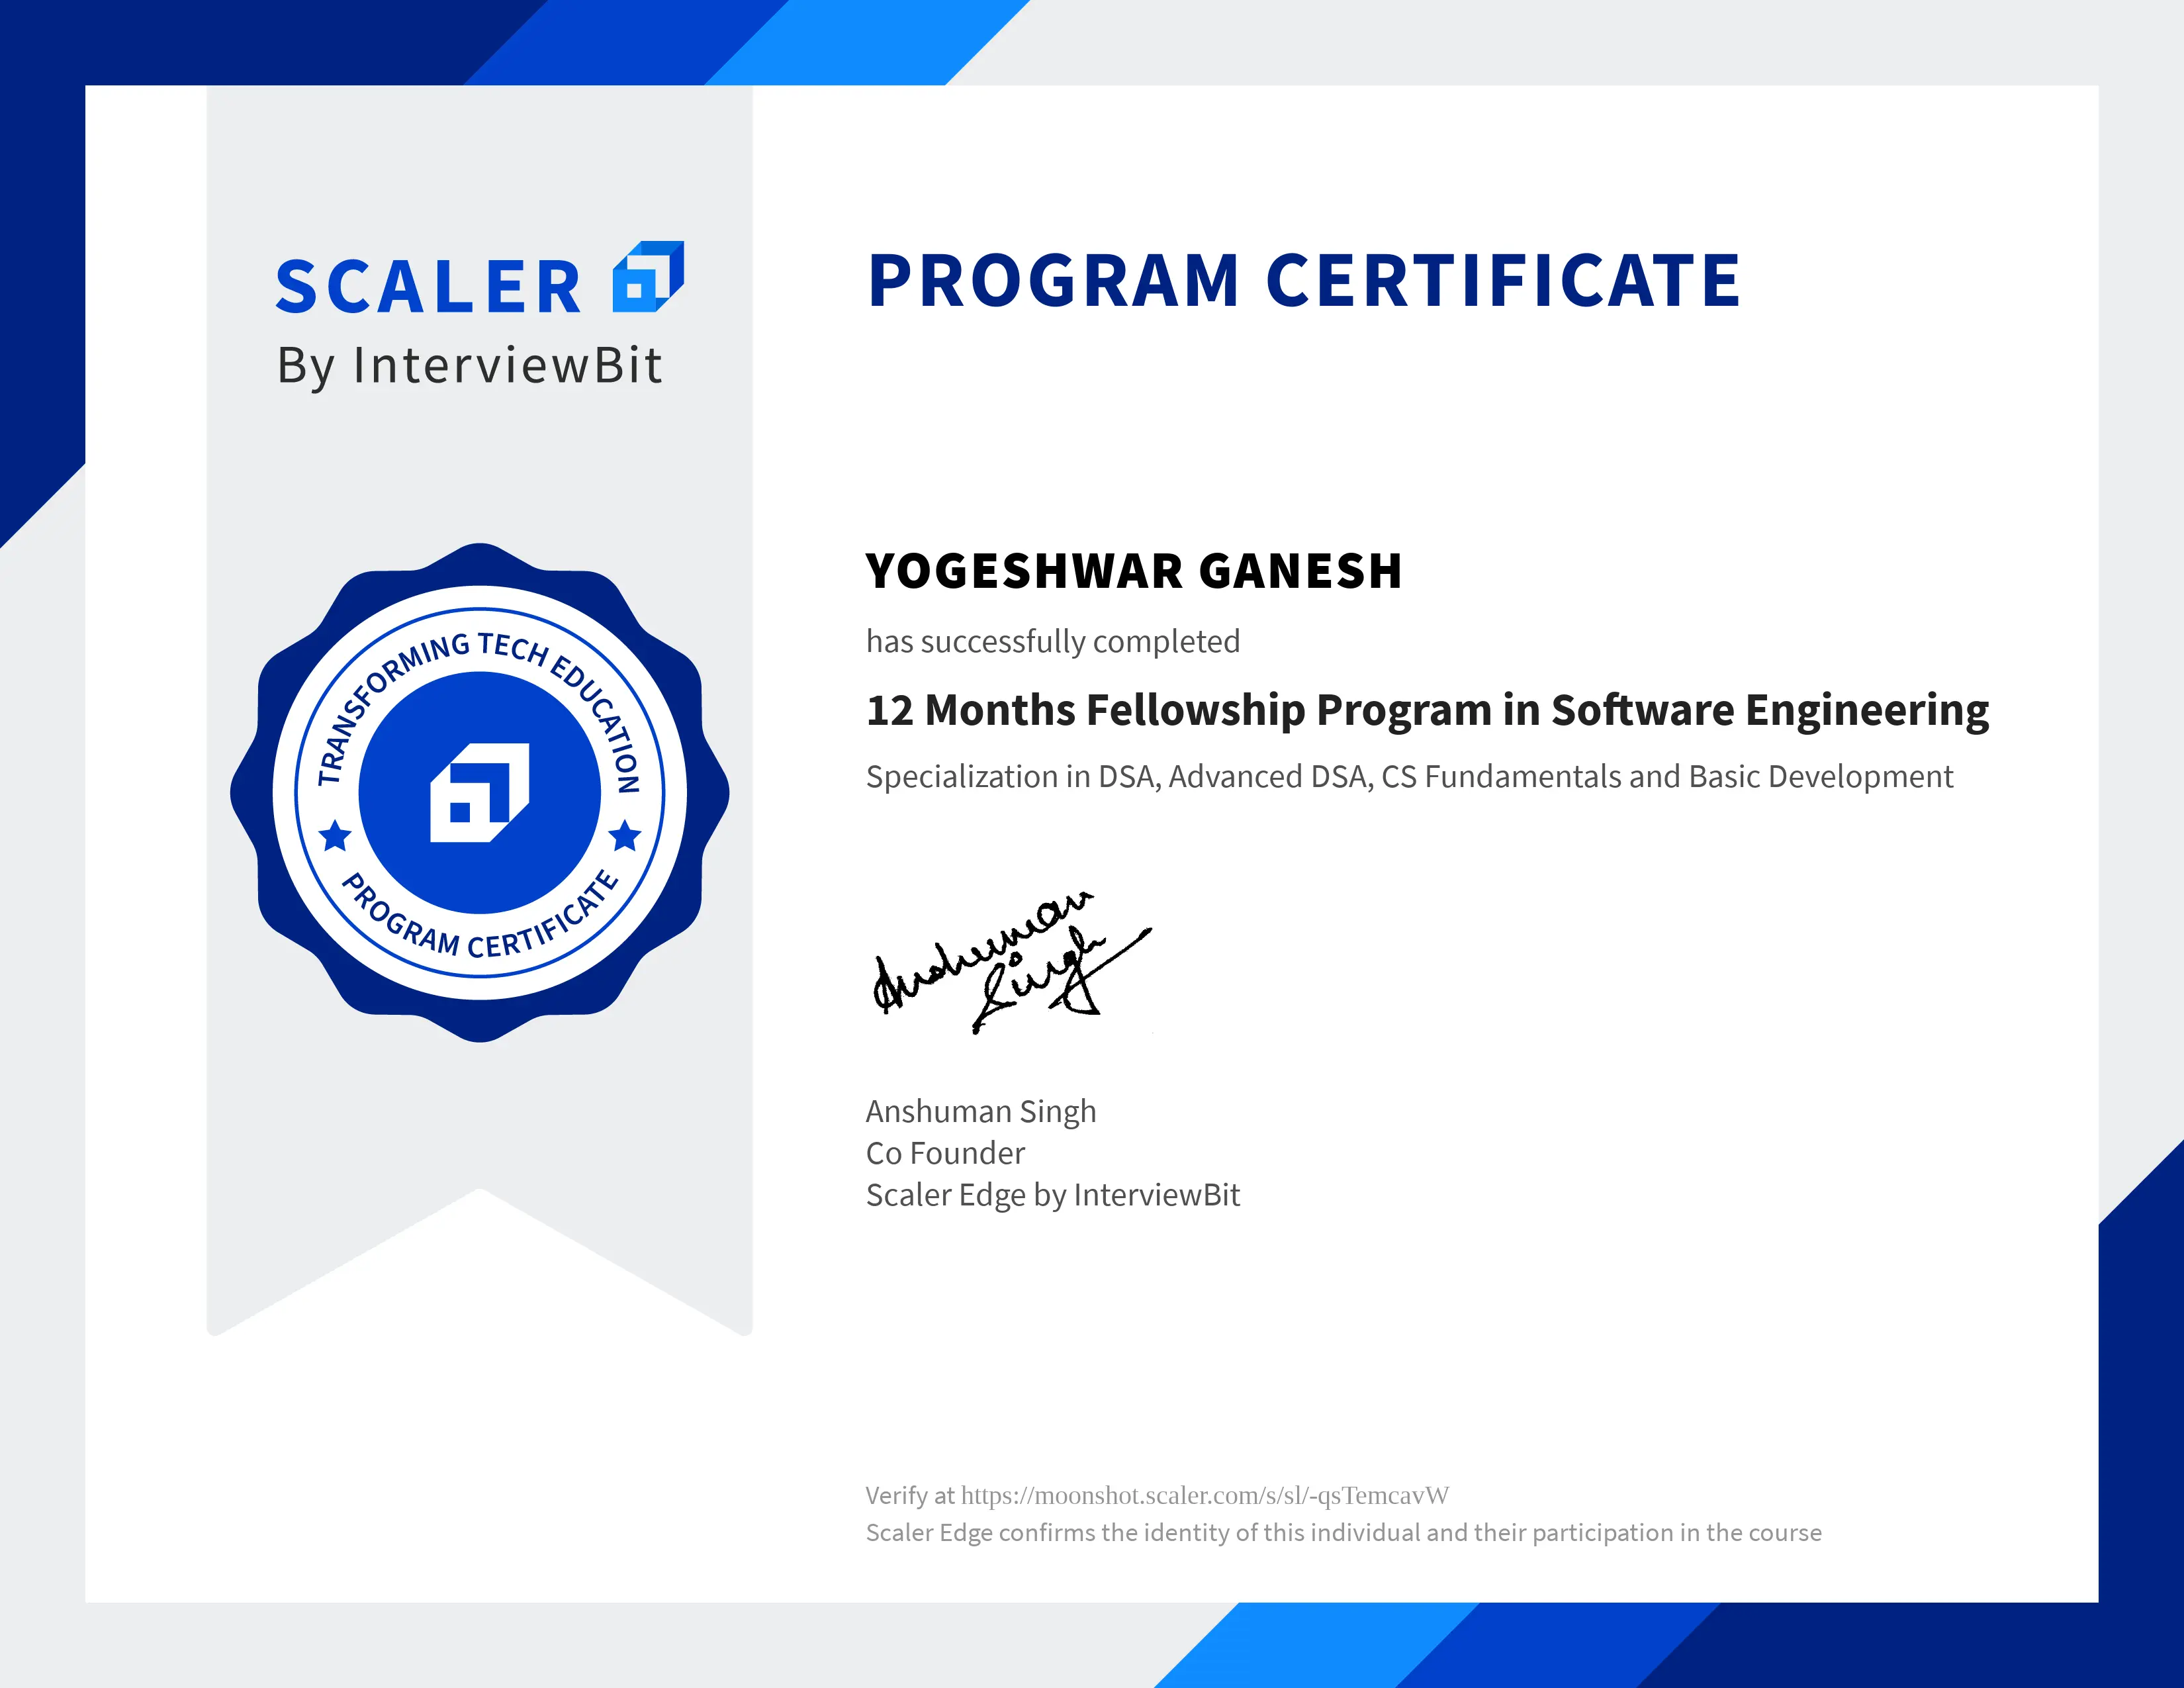 SCALER
By InterviewBit
TRANSFORMING TECH EDUCATION
PROGRAM CERTIFICATE
PROGRAM CERTIFICATE
YOGESHWAR GANESH
has successfully completed
12 Months Fellowship Program in Software Engineering
Specialization in DSA, Advanced DSA, CS Fundamentals and Basic Development
Anshuman
Singh
Anshuman Singh
Co Founder
Scaler Edge by InterviewBit
Verify at https://moonshot.scaler.com/s/sl/-qsTemcavW
Scaler Edge confirms the identity of this individual and their participation in the course